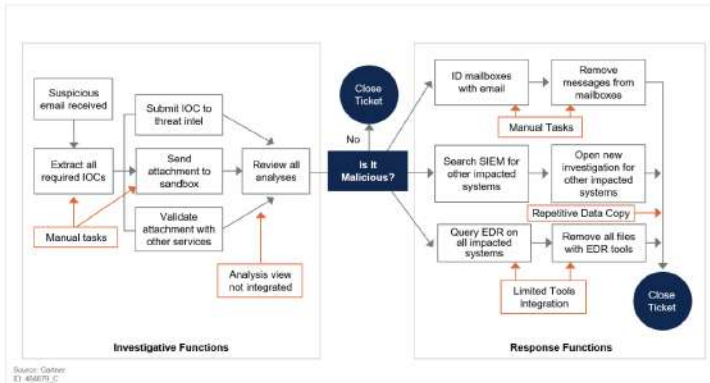 Suspicious
email received
Extract all
required IOCs
Manual tasks
Submit IOC to
threat intel
Send
attachment to
sandbox
Validate
attachment with
other services
Review all
analyses
Analysis view
not integrated
Investigative Functions
Close
Ticket
No
Is It
Malicious?
ID mailboxes
with email
Remove
messages from
mailboxes
Manual Tasks
Search SIEM for
other impacted
systems
Open new
investigation for
other impacted
systems
Repetitive Data Copy
Query EDR on
all impacted
systems
Remove all files
with EDR tools
Limited Tools
Integration
Close
Ticket
Response Functions
Source: Gartner